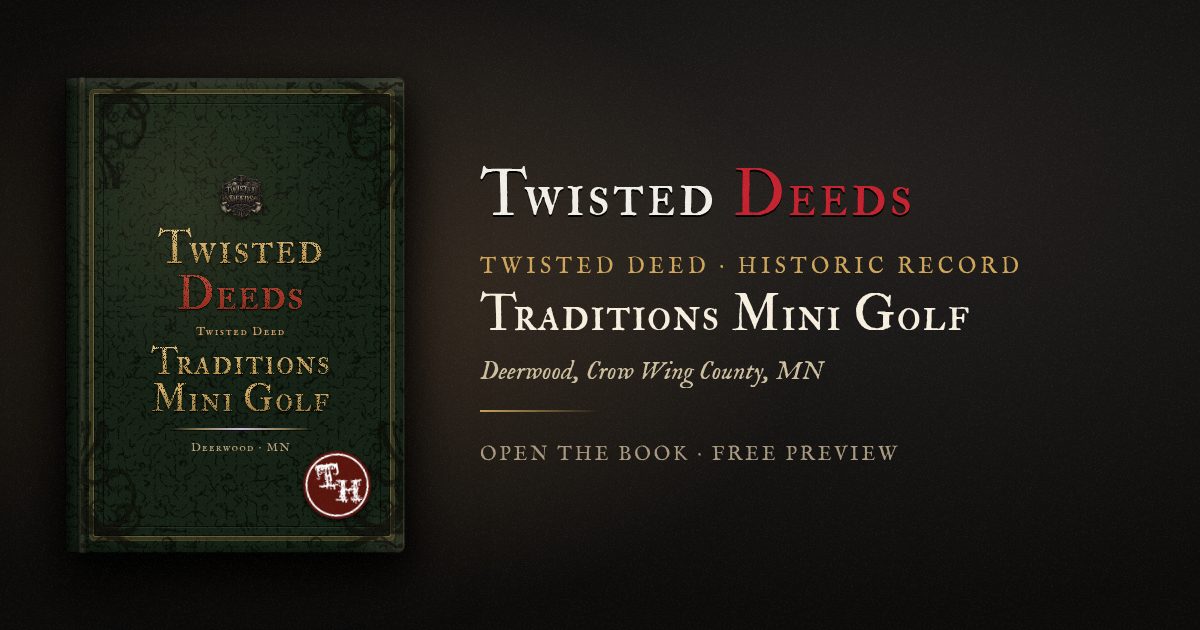 Twisted
Deeds
Twisted Deed
Traditions
Mini Golf
Deerwood · MN
TH
Twisted Deeds
TWISTED DEED · HISTORIC RECORD
Traditions Mini Golf
Deerwood, Crow Wing County, MN
OPEN THE BOOK · FREE PREVIEW